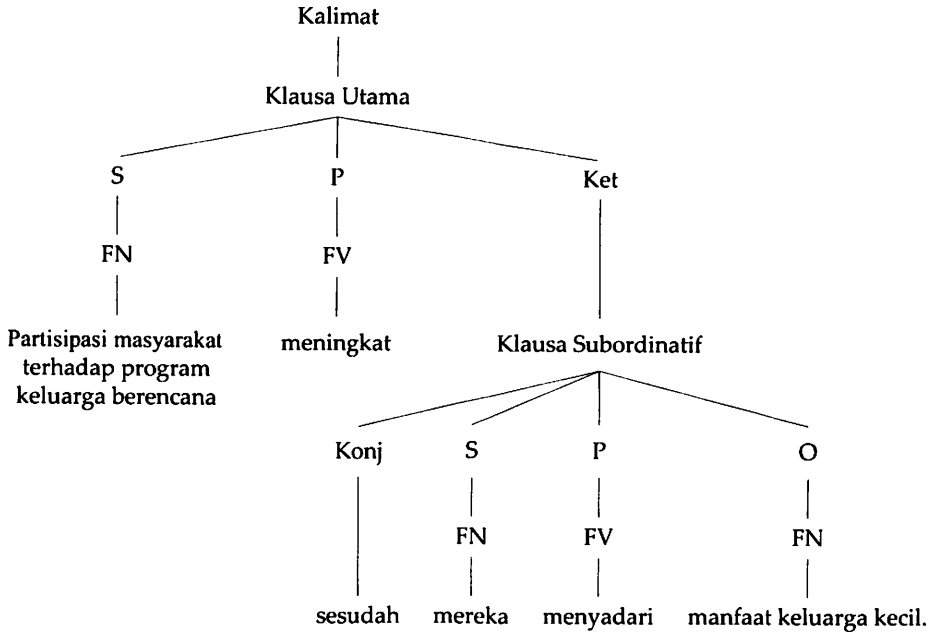 Kalimat
Klausa Utama
S P Ket
FN FV
Partisipasi masyarakat
terhadap program
keluarga berencana
meningkat
Klausa Subordinatif
Konj S P O
FN FV FN
sesudah mereka menyadari manfaat keluarga kecil.